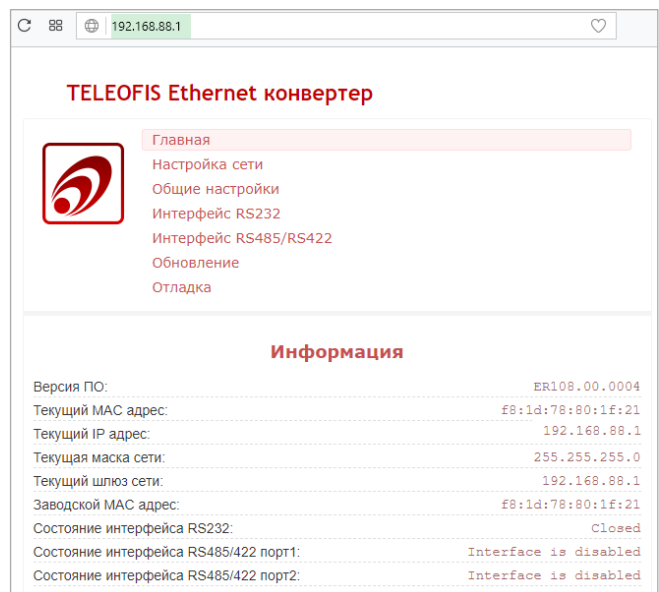 192.168.88.1
TELEOFIS Ethernet конвертер
Главная
Настройка сети
Общие настройки
Интерфейс RS232
Интерфейс RS485/RS422
Обновление
Отладка
Информация
Версия ПО: ER108.00.0004
Текущий MAC адрес: f8:1d:78:80:1f:21
Текущий IP адрес: 192.168.88.1
Текущая маска сети: 255.255.255.0
Текущий шлюз сети: 192.168.88.1
Заводской MAC адрес: f8:1d:78:80:1f:21
Состояние интерфейса RS232: Closed
Состояние интерфейса RS485/422 порт1: Interface is disabled
Состояние интерфейса RS485/422 порт2: Interface is disabled